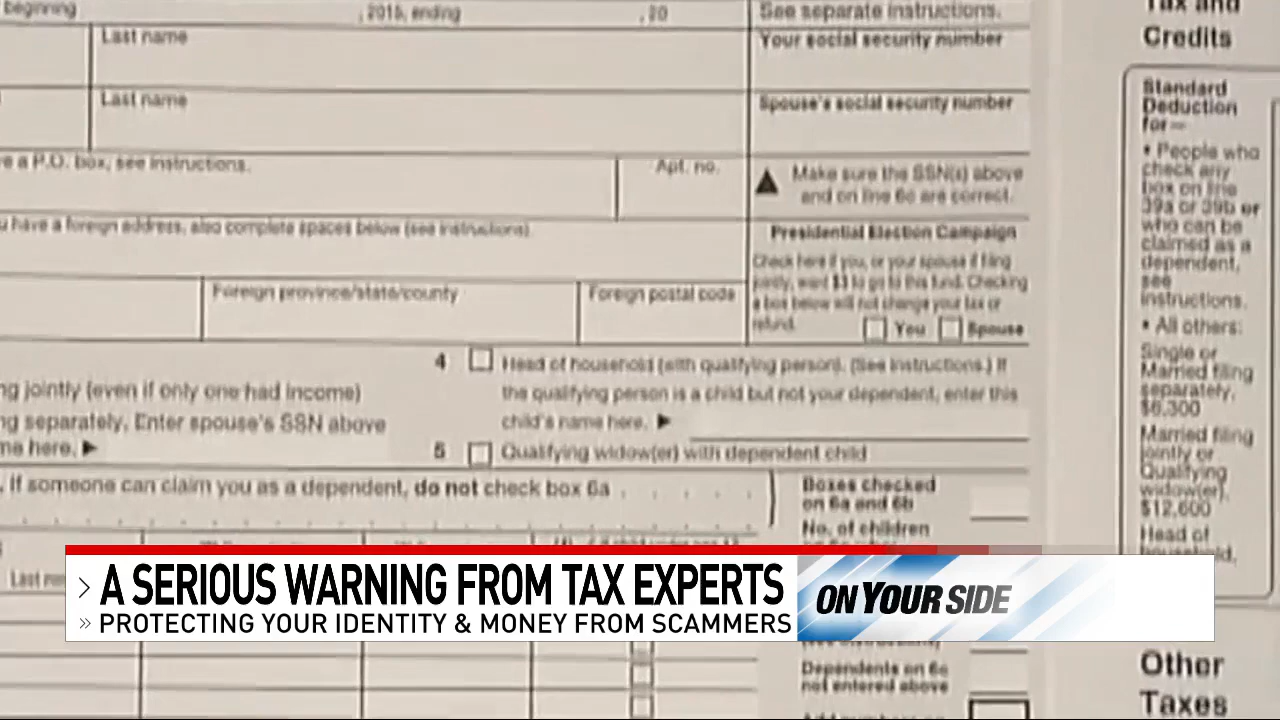 beginning , 2015, ending , 20 See separate instructions.
Last name Your social security number
Last name Spouse's social security number
e a P.O. box, see instructions. Apt. no.
▲ Make sure the SSN(s) above
and on line 6c are correct.
u have a foreign address, also complete spaces below (see instructions).
Presidential Election Campaign
Check here if you, or your spouse if filing
jointly, want $3 to go to this fund. Checking
a box below will not change your tax or
refund. You Spouse
Foreign province/state/county Foreign postal code
4 Head of household (with qualifying person). (See instructions.) If
the qualifying person is a child but not your dependent, enter this
child's name here. ►
ng jointly (even if only one had income)
ng separately. Enter spouse's SSN above
me here. ►
5 Qualifying widow(er) with dependent child
. If someone can claim you as a dependent, do not check box 6a . . . . .
Boxes checked
on 6a and 6b
No. of children
Last
Dependents on 6c
not entered above
Tax and
Credits
Standard
Deduction
for—
• People who
check any
box on line
39a or 39b or
who can be
claimed as a
dependent,
see
instructions.
• All others:
Single or
Married filing
separately,
$6,300
Married filing
jointly or
Qualifying
widow(er),
$12,600
Head of
household,
Other
Taxes
A SERIOUS WARNING FROM TAX EXPERTS
» PROTECTING YOUR IDENTITY & MONEY FROM SCAMMERS
ON YOUR SIDE